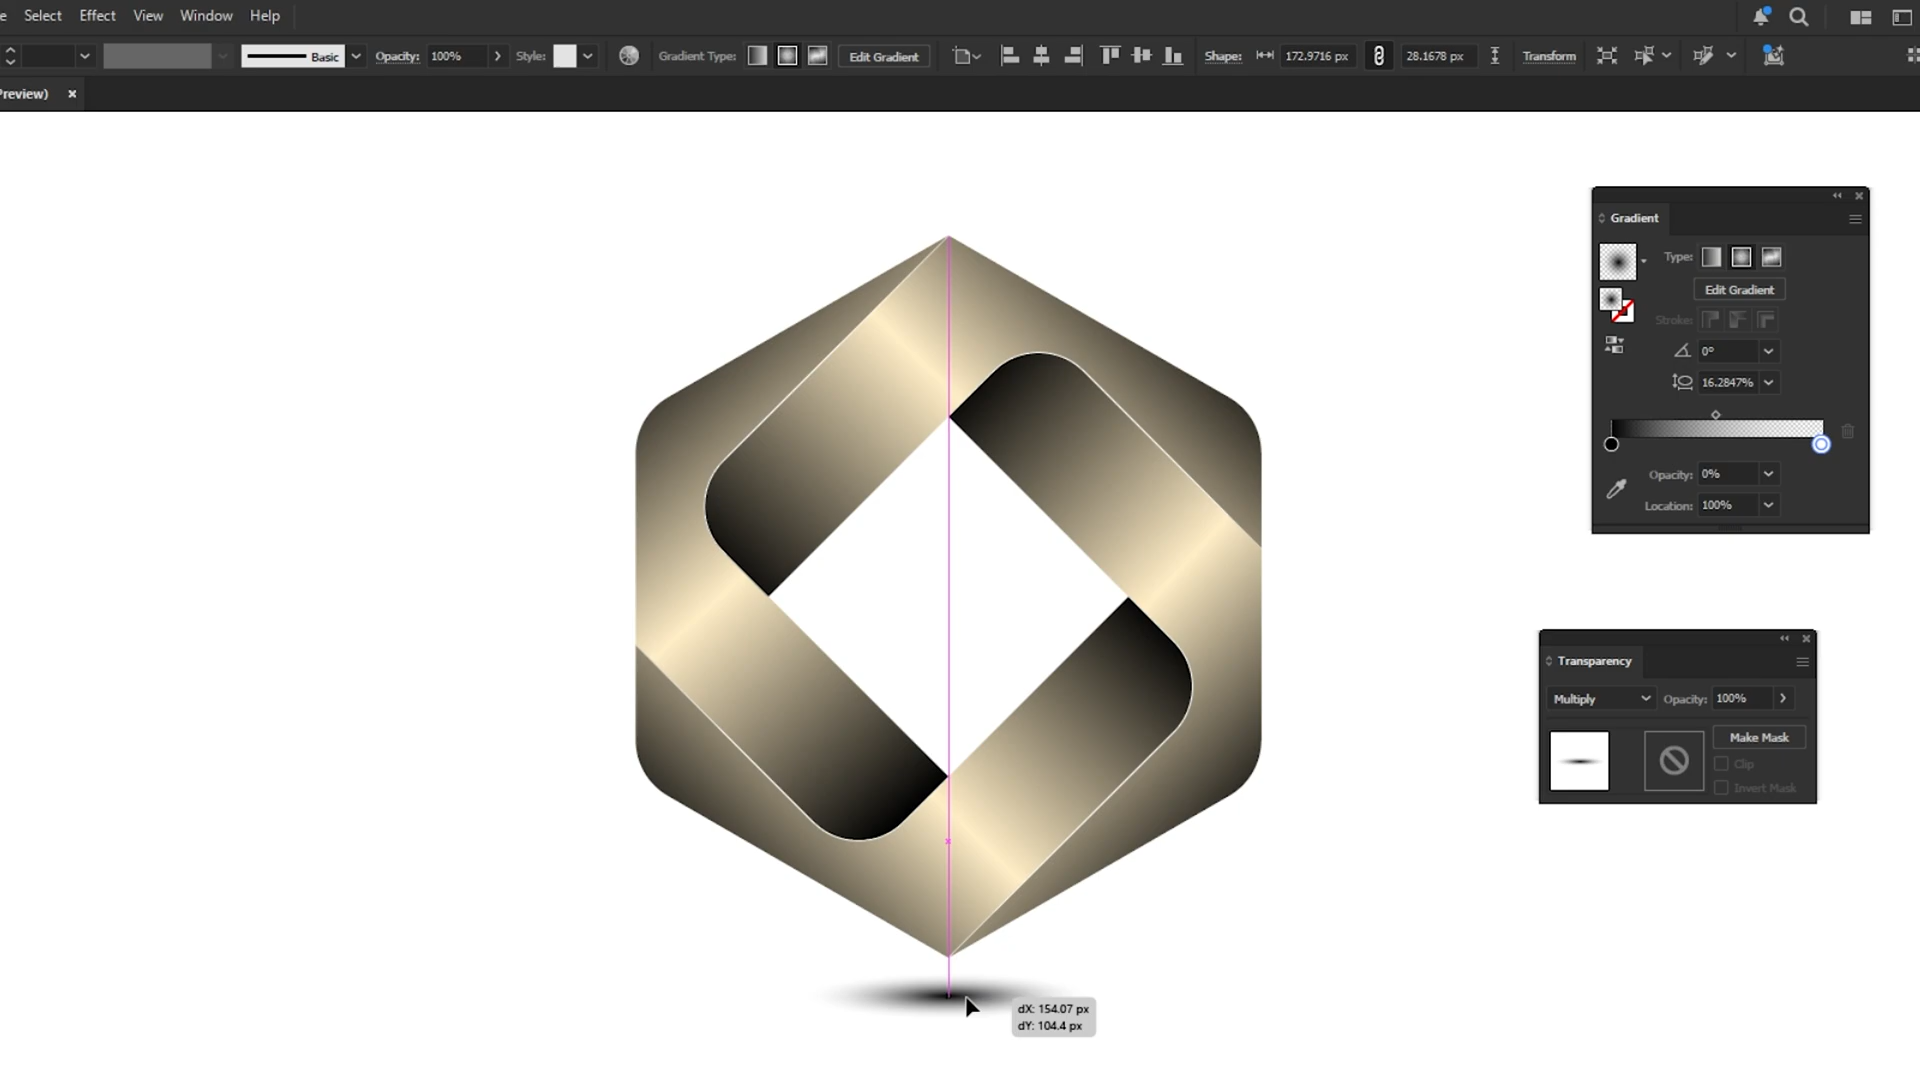 e Select Effect View Window Help
Basic Opacity: 100% Style: Gradient Type: Edit Gradient Shape: 172.9716 px 28.1678 px Transform
Preview) ×
Gradient
Type:
Edit Gradient
Stroke:
0°
16.2847%
Opacity: 0%
Location: 100%
Transparency
Multiply Opacity: 100%
Make Mask
Clip
Invert Mask
dX: 154.07 px
dY: 104.4 px